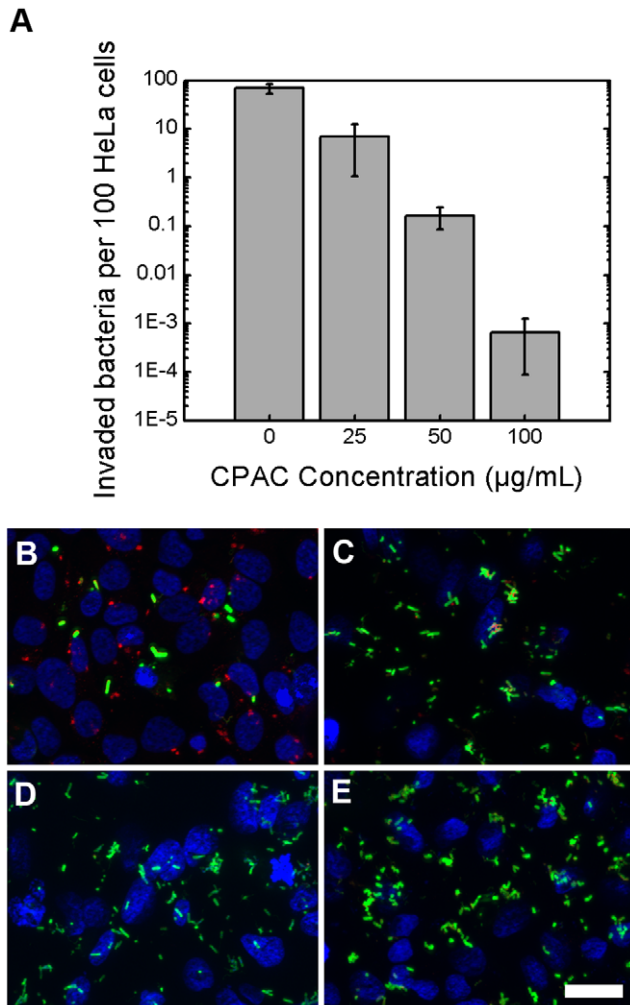 A
Invaded bacteria per 100 HeLa cells
100
10
1
0.1
0.01
1E-3
1E-4
1E-5
0 25 50 100
CPAC Concentration (µg/mL)
B C
D E